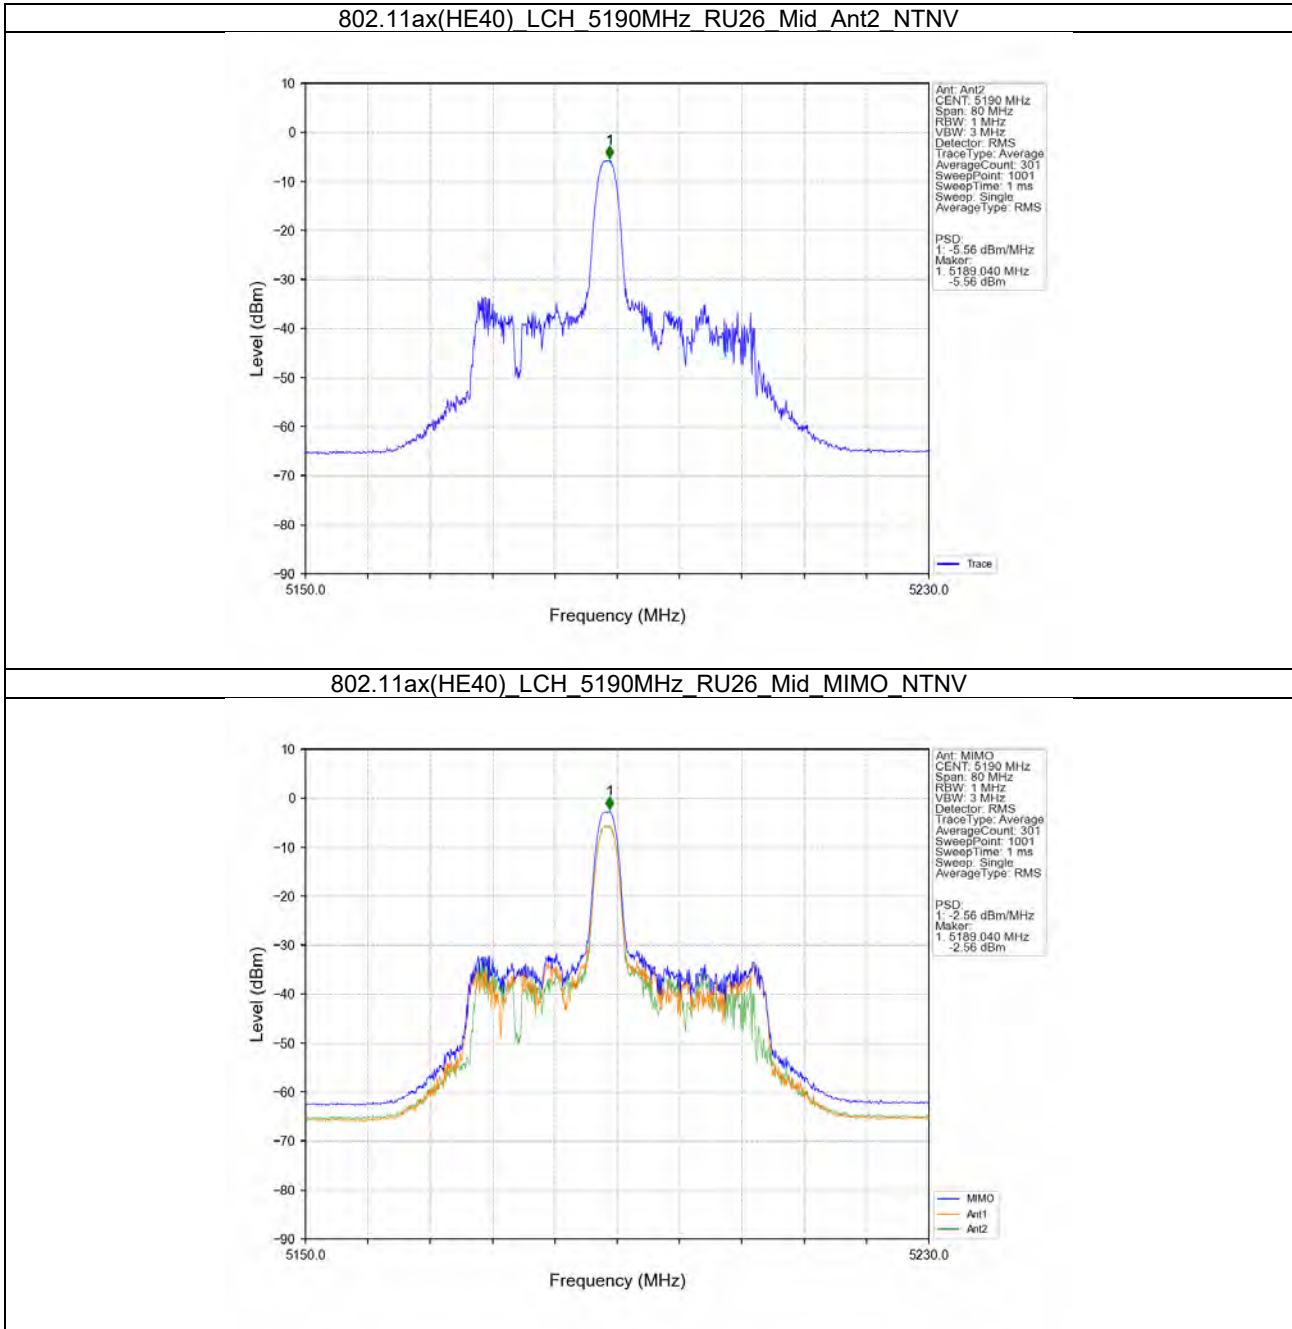 802.11ax(HE40)_LCH_5190MHz_RU26_Mid_Ant2_NTNV
10
0
−10
−20
−30
−40
−50
−60
−70
−80
−90
Level (dBm)
1
5150.0
5230.0
Frequency (MHz)
Ant: Ant2
CENT: 5190 MHz
Span: 80 MHz
RBW: 1 MHz
VBW: 3 MHz
Detector: RMS
TraceType: Average
AverageCount: 301
SweepPoint: 1001
SweepTime: 1 ms
Sweep: Single
AverageType: RMS
PSD:
1: -5.56 dBm/MHz
Maker:
1. 5189.040 MHz
-5.56 dBm
Trace
802.11ax(HE40)_LCH_5190MHz_RU26_Mid_MIMO_NTNV
10
0
−10
−20
−30
−40
−50
−60
−70
−80
−90
Level (dBm)
1
5150.0
5230.0
Frequency (MHz)
Ant: MIMO
CENT: 5190 MHz
Span: 80 MHz
RBW: 1 MHz
VBW: 3 MHz
Detector: RMS
TraceType: Average
AverageCount: 301
SweepPoint: 1001
SweepTime: 1 ms
Sweep: Single
AverageType: RMS
PSD:
1: -2.56 dBm/MHz
Maker:
1. 5189.040 MHz
-2.56 dBm
MIMO
Ant1
Ant2